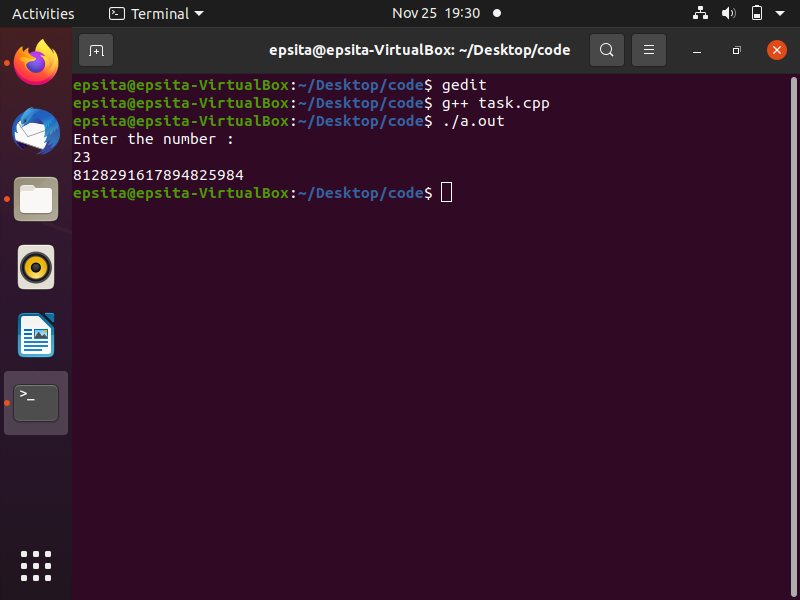 Activities Terminal Nov 25 19:30
epsita@epsita-VirtualBox: ~/Desktop/code
epsita@epsita-VirtualBox:~/Desktop/code$ gedit
epsita@epsita-VirtualBox:~/Desktop/code$ g++ task.cpp
epsita@epsita-VirtualBox:~/Desktop/code$ ./a.out
Enter the number :
23
8128291617894825984
epsita@epsita-VirtualBox:~/Desktop/code$
>_